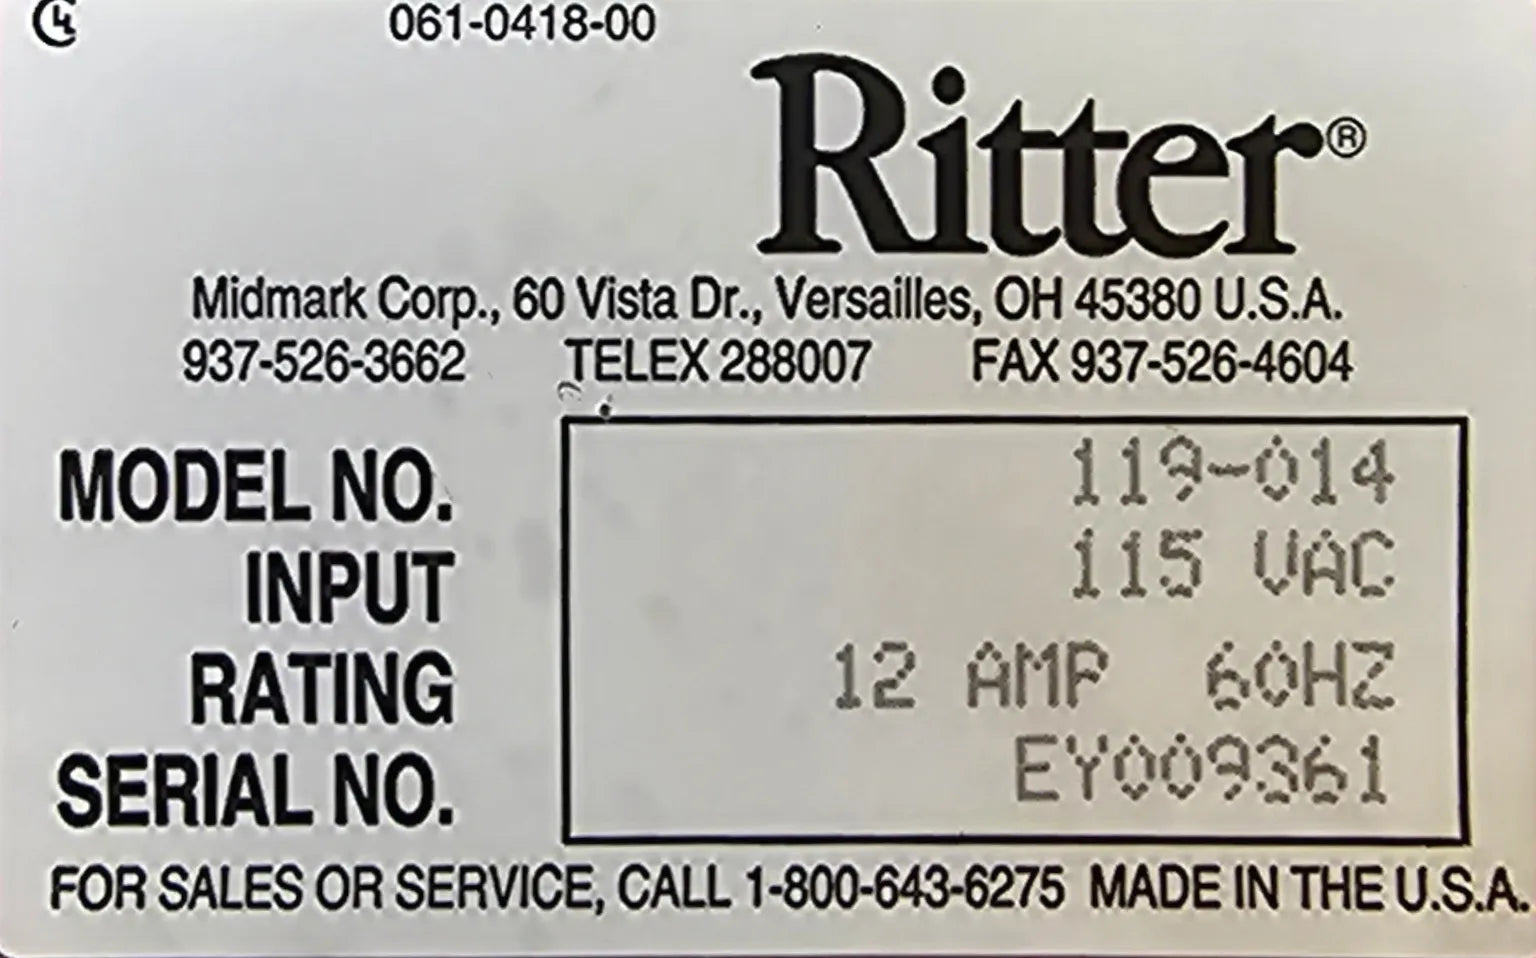 061-0418-00
Ritter®
Midmark Corp., 60 Vista Dr., Versailles, OH 45380 U.S.A.
937-526-3662 TELEX 288007 FAX 937-526-4604
MODEL NO. 119-014
INPUT 115 VAC
RATING 12 AMP 60HZ
SERIAL NO. EY009361
FOR SALES OR SERVICE, CALL 1-800-643-6275 MADE IN THE U.S.A.